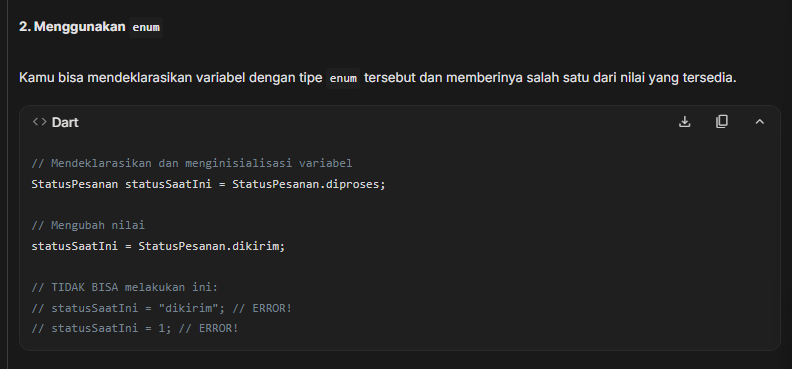 2. Menggunakan enum
Kamu bisa mendeklarasikan variabel dengan tipe enum tersebut dan memberinya salah satu dari nilai yang tersedia.
<> Dart
// Mendeklarasikan dan menginisialisasi variabel
StatusPesanan statusSaatIni = StatusPesanan.diproses;
// Mengubah nilai
statusSaatIni = StatusPesanan.dikirim;
// TIDAK BISA melakukan ini:
// statusSaatIni = "dikirim"; // ERROR!
// statusSaatIni = 1; // ERROR!